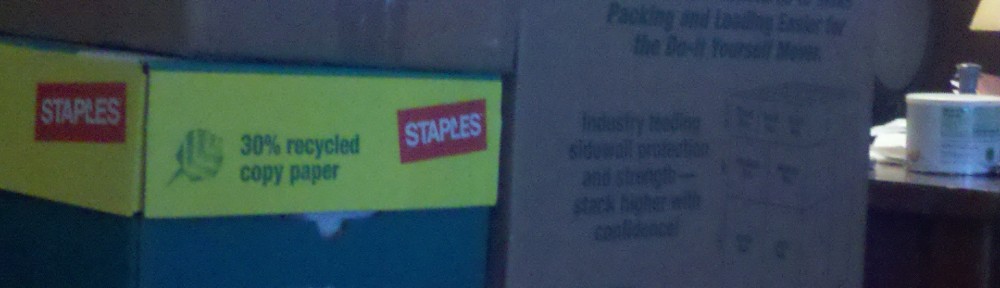 STAPLES
30% recycled
copy paper
STAPLES
Packing and Loading Easier for
the Do-It Yourself Mover.
Industry leading
sidewall protection
and strength—
stack higher with
confidence!